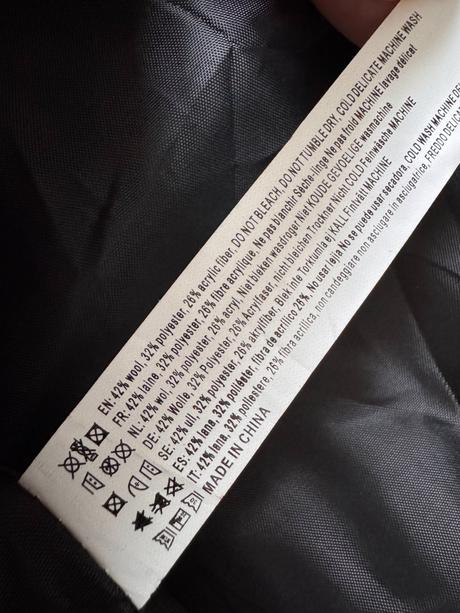 EN: 42% wool, 32% polyester, 26% acrylic fiber, DO NOT BLEACH, DO NOT TUMBLE DRY, COLD DELICATE MACHINE WASH
FR: 42% laine, 32% polyester, 26% fibre acrylique, Ne pas blanchir Sèche-linge Ne pas froid MACHINE lavage délicat
NL: 42% wol, 32% polyester, 26% acryl, Niet bleken wasdroger Niet KOUDE GEVOELIGE wasmachine
DE: 42% Wolle, 32% Polyester, 26% Acrylfaser, nicht bleichen Trockner Nicht COLD Feinwäsche MACHINE
SE: 42% ull, 32% polyester, 26% akrylfiber, Blek inte Torktumla ej KALL Fintvätt MACHINE
ES: 42% lana, 32% poliéster, fibra de acrílico 26%, No usar lejía No se puede usar secadora, COLD WASH MACHINE
IT: 42% lana, 32% poliestere, 26% fibra acrilica, non candeggiare non asciugare in asciugatrice, FREDDO
MADE IN CHINA